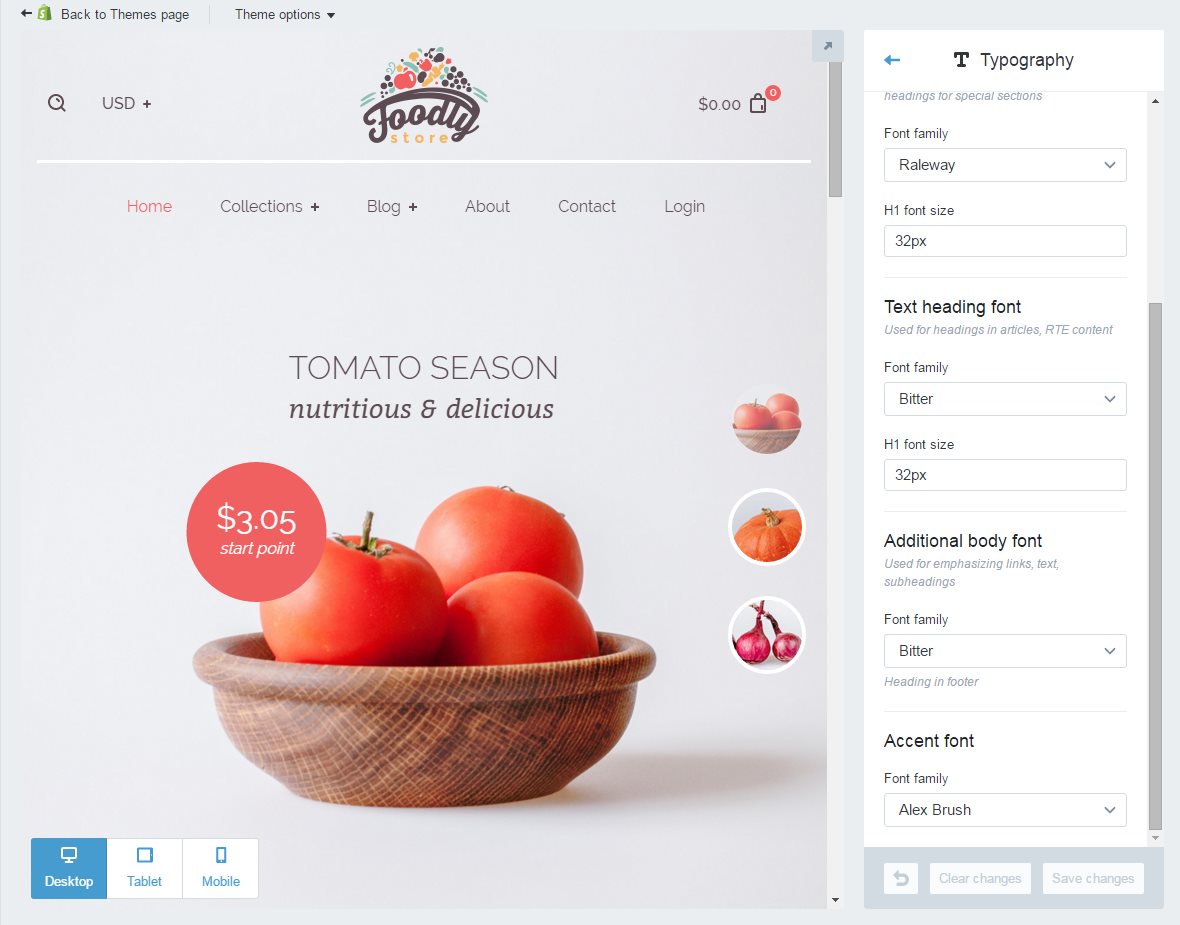 Back to Themes page
Theme options
USD +
Foodly
store
$0.00
0
Home
Collections +
Blog +
About
Contact
Login
TOMATO SEASON
nutritious & delicious
$3.05
start point
Desktop
Tablet
Mobile
Typography
headings for special sections
Font family
Raleway
H1 font size
32px
Text heading font
Used for headings in articles, RTE content
Font family
Bitter
H1 font size
32px
Additional body font
Used for emphasizing links, text,
subheadings
Font family
Bitter
Heading in footer
Accent font
Font family
Alex Brush
Clear changes
Save changes